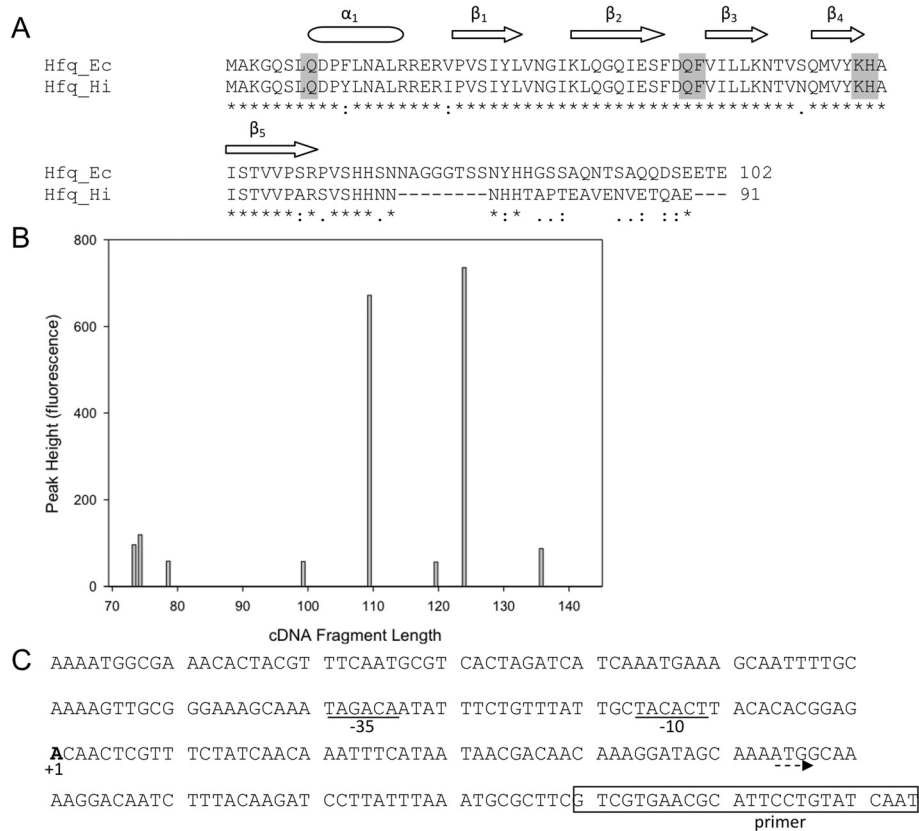 A
α1 β1 β2 β3 β4
Hfq_Ec MAKGQSLQDPFLNALRRERVPVSIYLVNGIKLQGQIESFDQFVILLKNTVSQMVYKHA
Hfq_Hi MAKGQSLQDPYLNALRRERIPVSIYLVNGIKLQGQIESFDQFVILLKNTVNQMVYKHA
**********:********:******************************.*******
β5
Hfq_Ec ISTVVPSRPVSHHSNNAGGGTSSNYHHGSSAQNTSAQQDSEETE 102
Hfq_Hi ISTVVPARSVSHHNN--------NHHTAPTEAVENVETQAE--- 91
******:*.****.* *:* ..: ..: ::*
B
800
600
400
200
0
Peak Height (fluorescence)
70 80 90 100 110 120 130 140
cDNA Fragment Length
C
AAAATGGCGA AACACTACGT TTCAATGCGT CACTAGATCA TCAAATGAAA GCAATTTTGC
AAAAGTTGCG GGAAAGCAAA TAGACAATAT TTCTGTTTAT TGCTACACTT ACACACGGAG
-35 -10
ACAACTCGTT TCTATCAACA AATTTCATAA TAACGACAAC AAAGGATAGC AAAATGGCAA
+1
AAGGACAATC TTTACAAGAT CCTTATTTAA ATGCGCTTCG TCGTGAACGC ATTCCTGTAT CAAT
primer